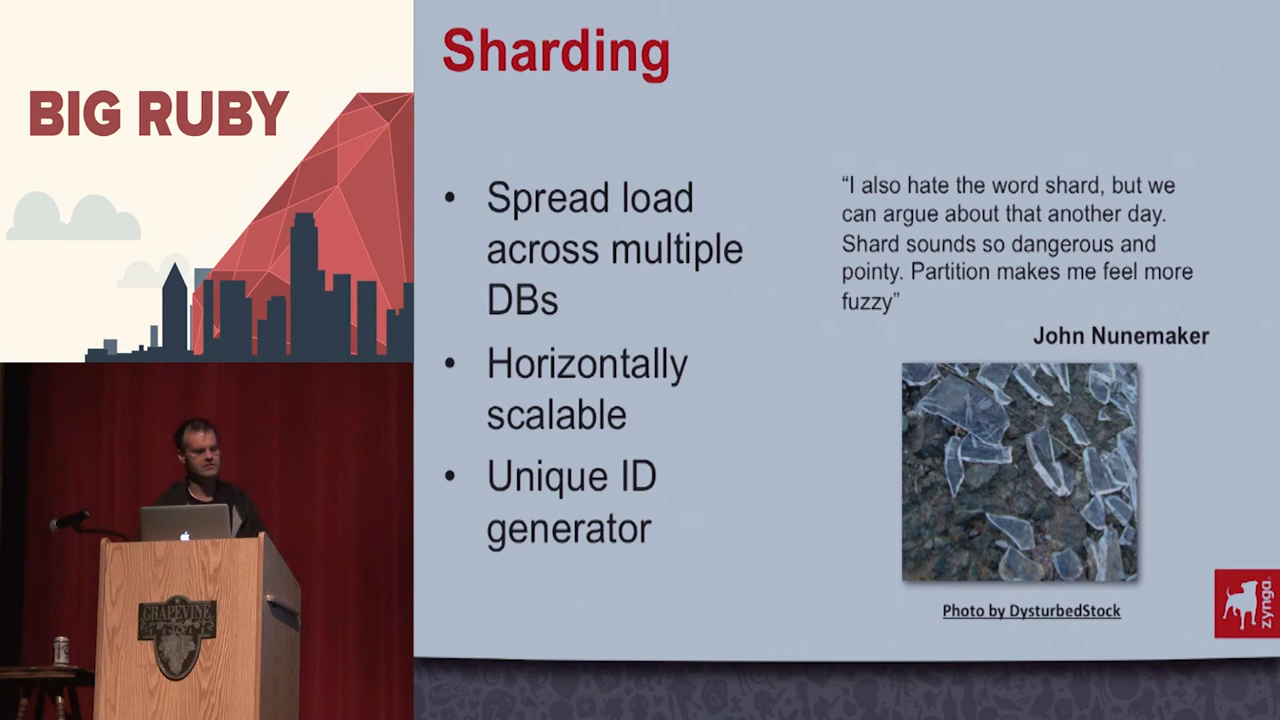 BIG RUBY
Sharding
• Spread load
across multiple
DBs
• Horizontally
scalable
• Unique ID
generator
“I also hate the word shard, but we
can argue about that another day.
Shard sounds so dangerous and
pointy. Partition makes me feel more
fuzzy”
John Nunemaker
Photo by DysturbedStock
zynga
GRAPEVINE
TEXAS